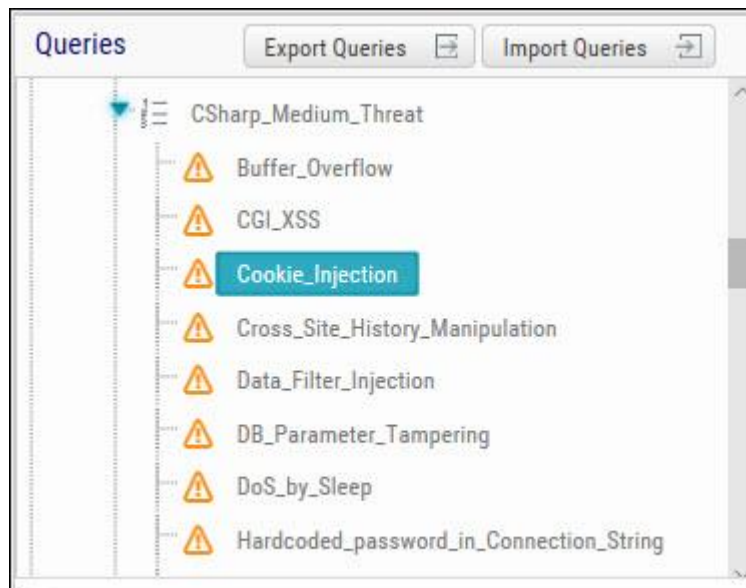 Queries
Export Queries
Import Queries
CSharp_Medium_Threat
Buffer_Overflow
CGI_XSS
Cookie_Injection
Cross_Site_History_Manipulation
Data_Filter_Injection
DB_Parameter_Tampering
DoS_by_Sleep
Hardcoded_password_in_Connection_String